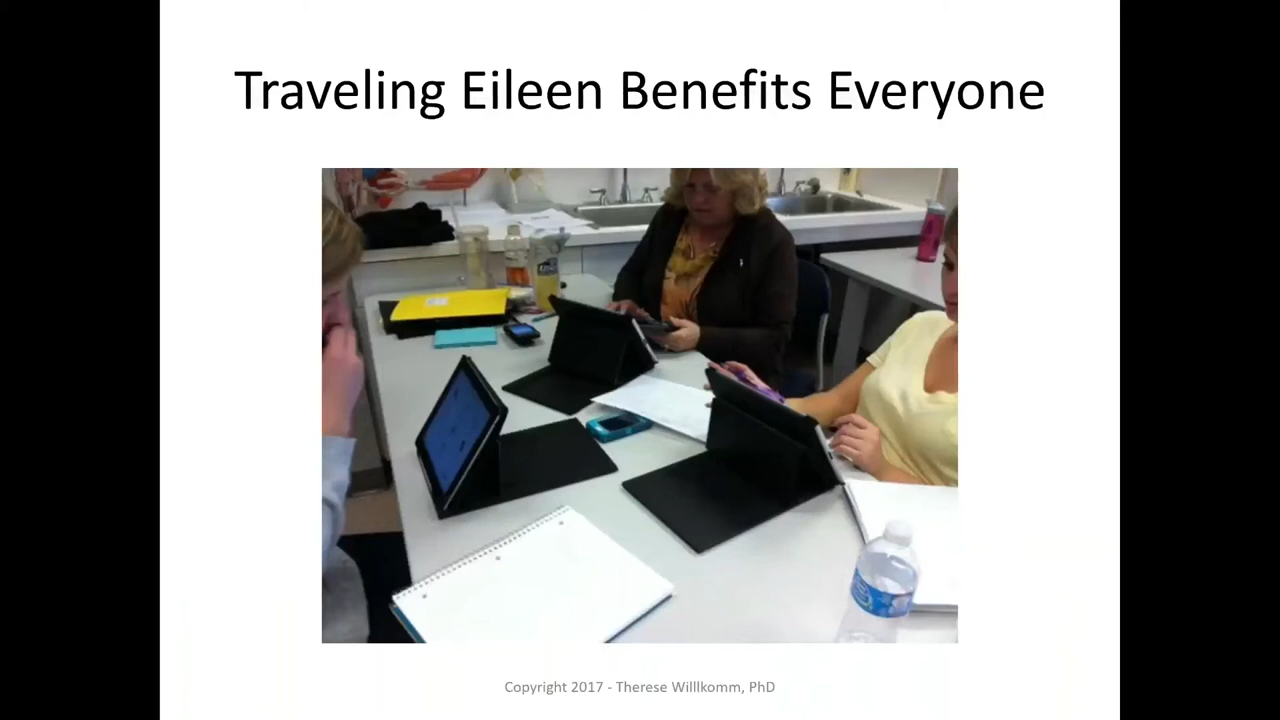 Traveling Eileen Benefits Everyone
Copyright 2017 - Therese Willlkomm, PhD